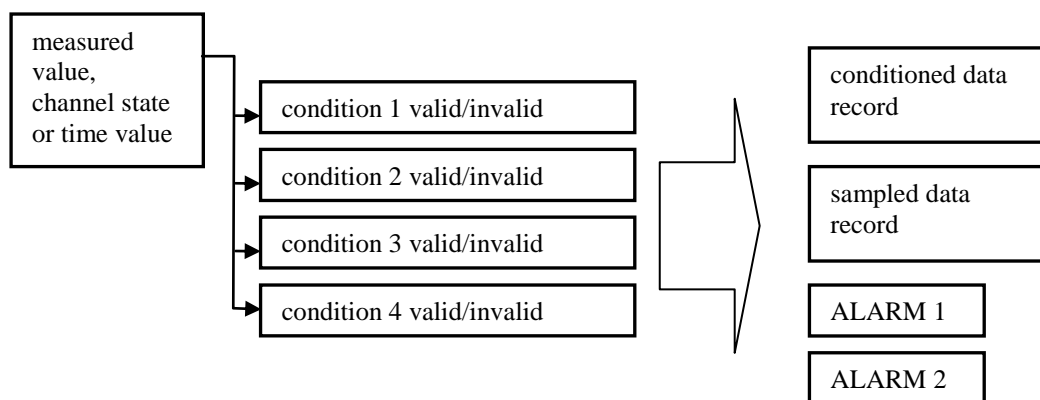 measured
value,
channel state
or time value
condition 1 valid/invalid
condition 2 valid/invalid
condition 3 valid/invalid
condition 4 valid/invalid
conditioned data
record
sampled data
record
ALARM 1
ALARM 2